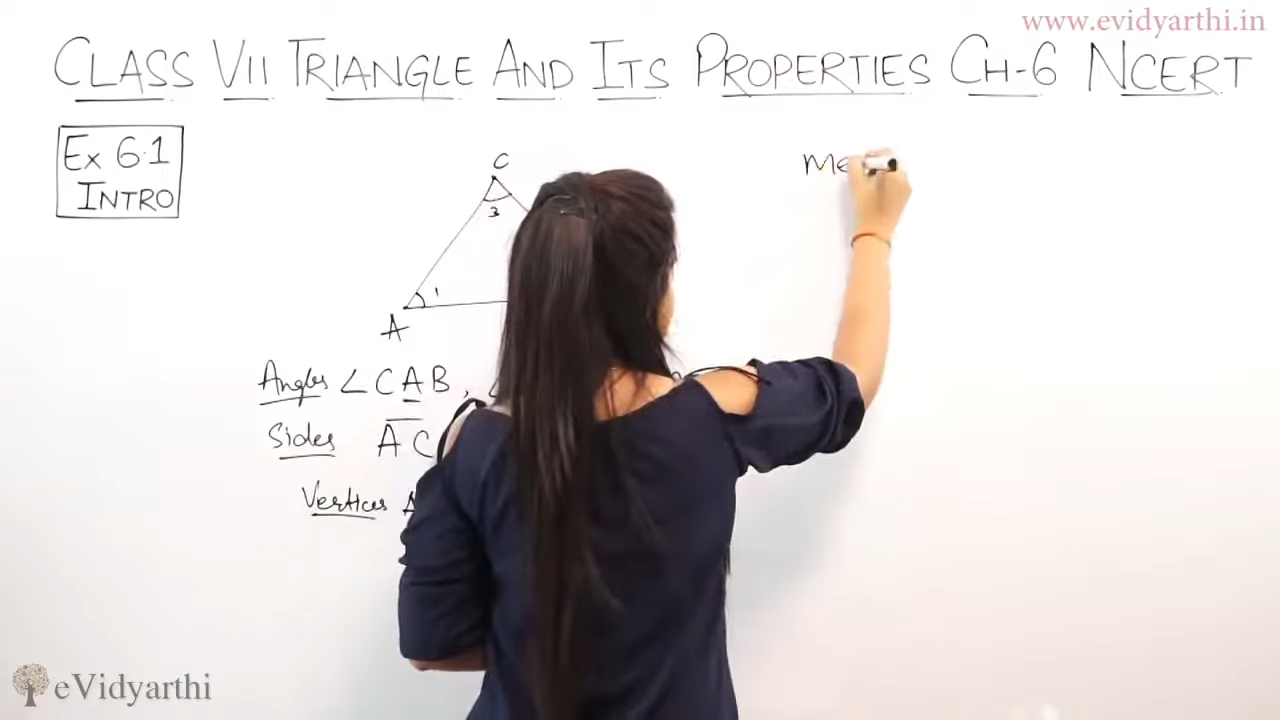 www.evidyarthi.in
CLASS VII TRIANGLE AND ITS PROPERTIES CH-6 NCERT
Ex 6.1
INTRO
C
3
1
A
Me
Angles ∠CAB,
Sides AC
Vertices A
eVidyarthi